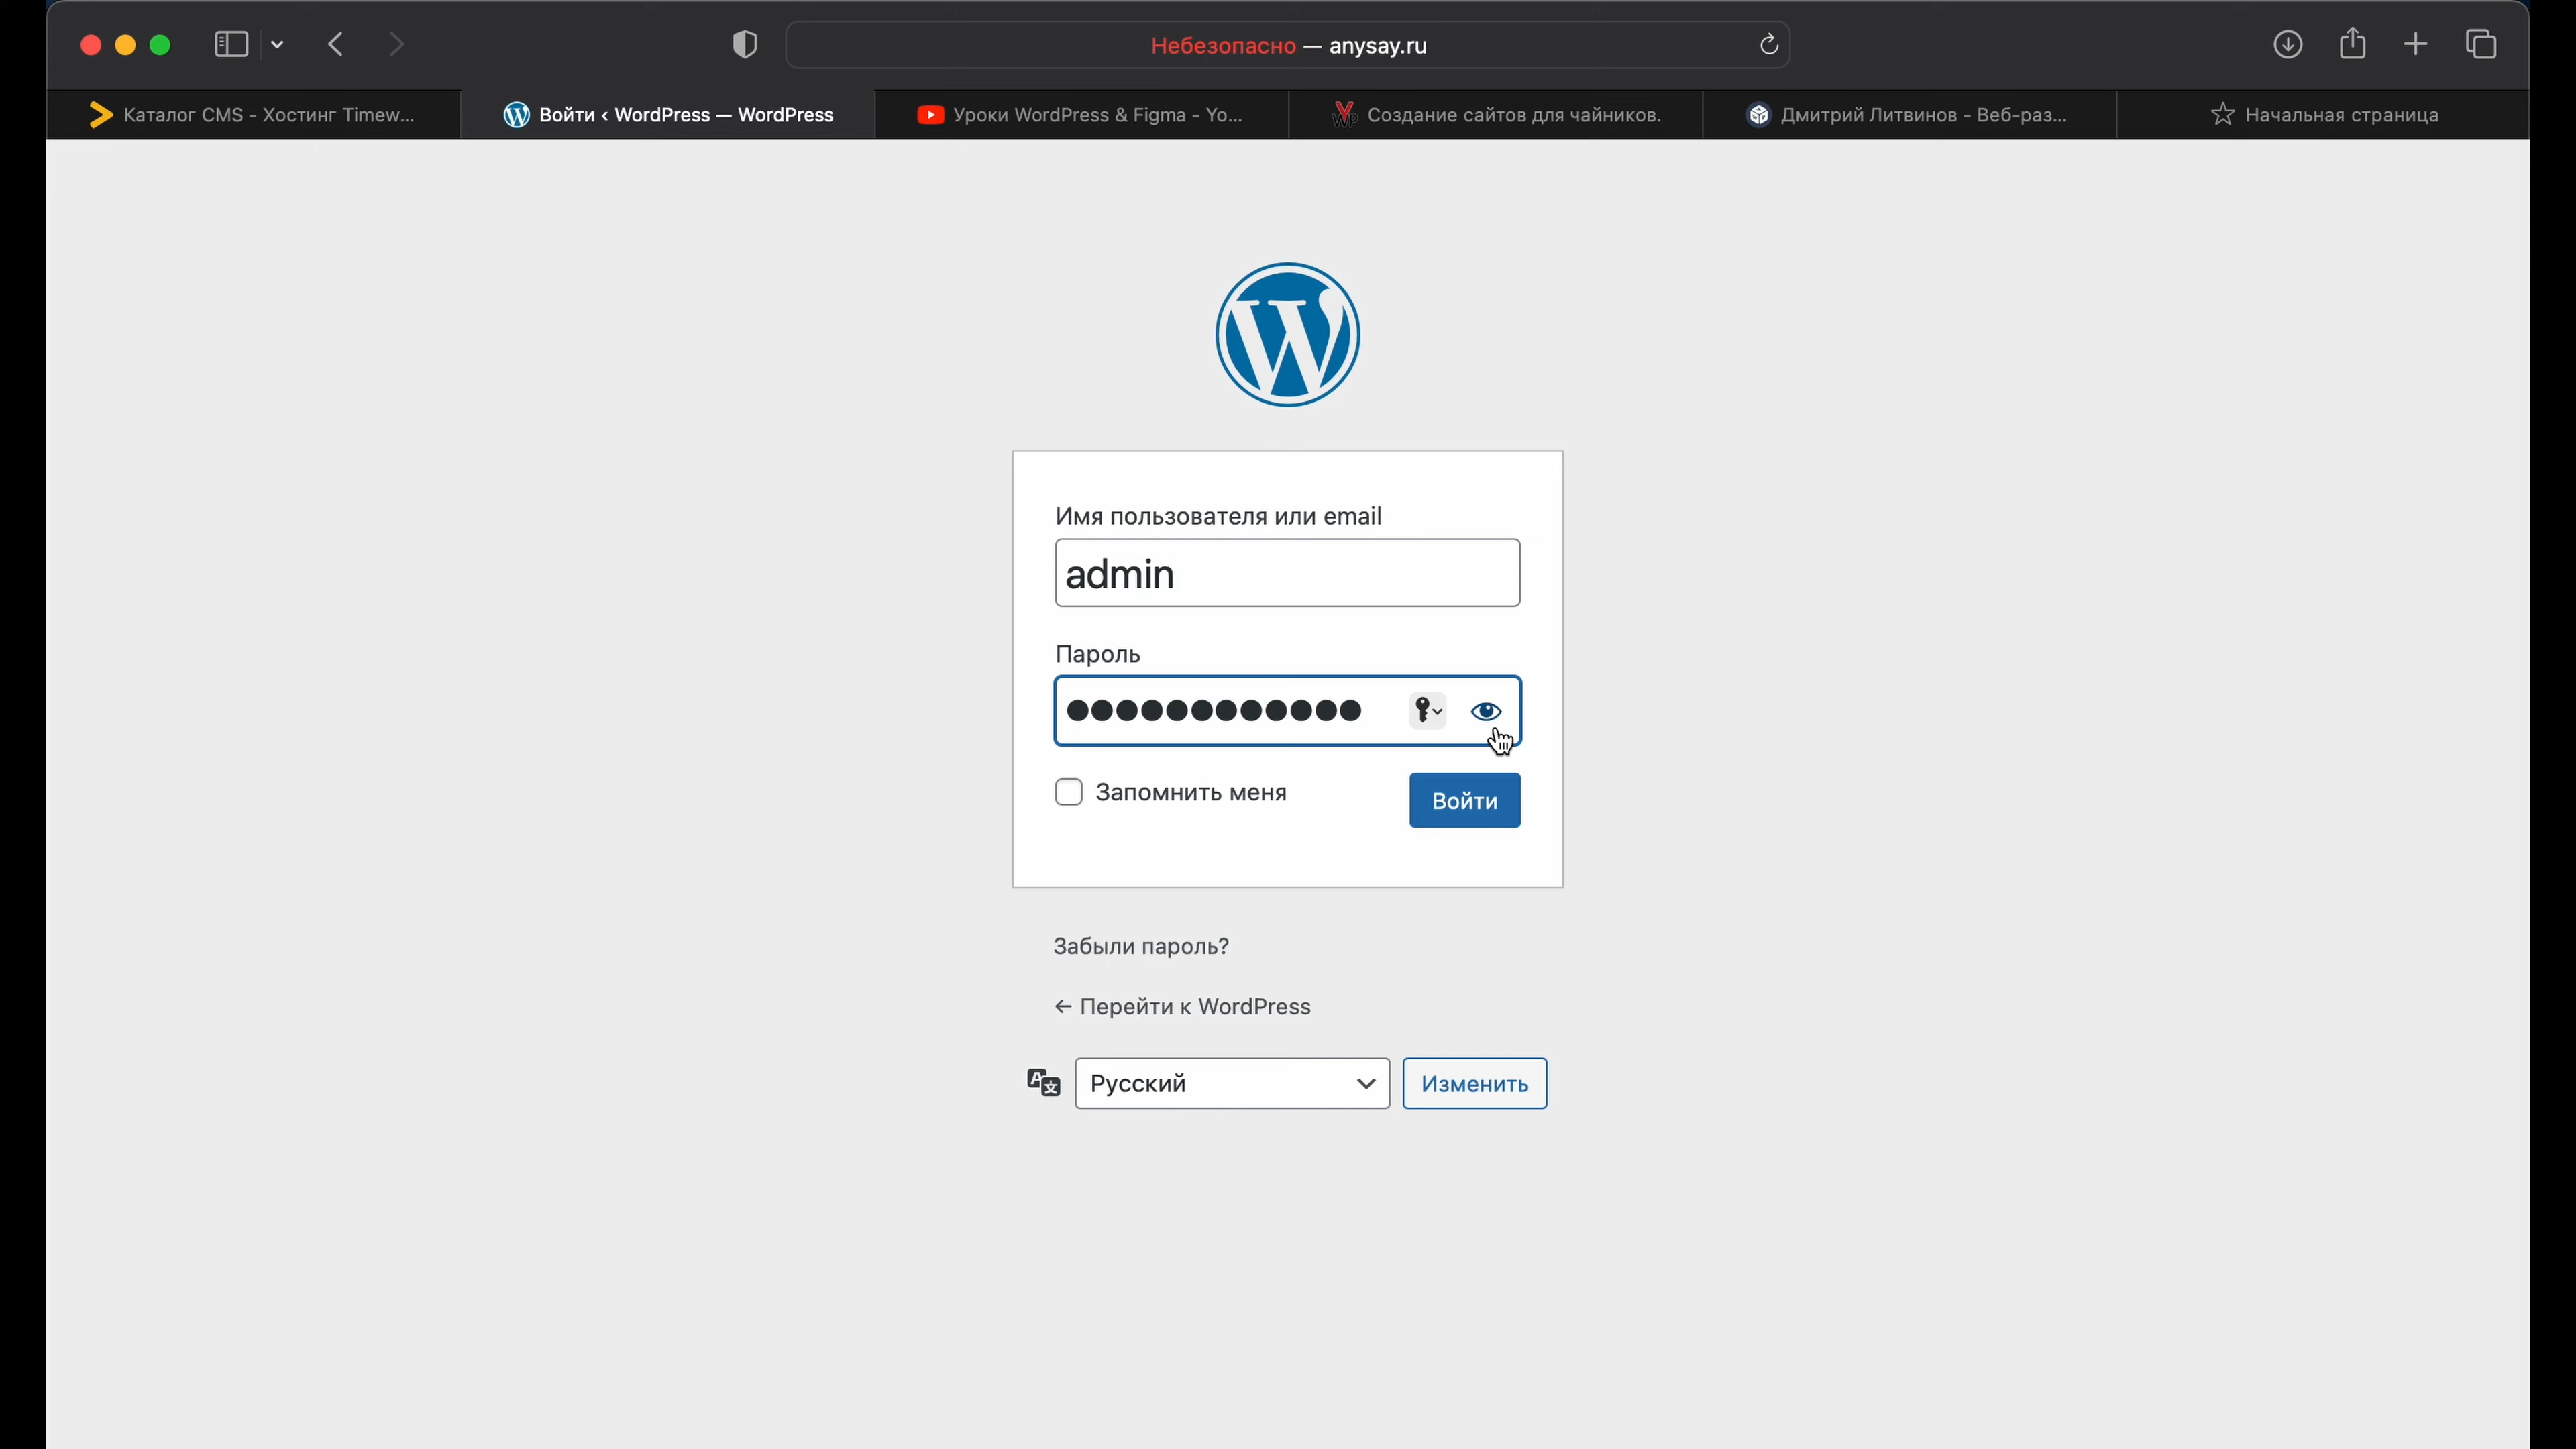 Небезопасно — anysay.ru
Каталог CMS - Хостинг Timew...
Войти ‹ WordPress — WordPress
Уроки WordPress & Figma - Yo...
Создание сайтов для чайников.
Дмитрий Литвинов - Веб-раз...
Начальная страница
Имя пользователя или email
admin
Пароль
Запомнить меня
Войти
Забыли пароль?
← Перейти к WordPress
Русский
Изменить